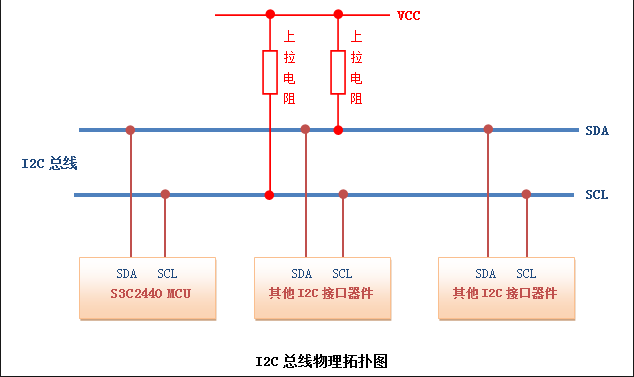 VCC
上拉电阻
上拉电阻
SDA
I2C 总线
SCL
SDA SCL
S3C2440 MCU
SDA SCL
其他 I2C 接口器件
SDA SCL
其他 I2C 接口器件
I2C 总线物理拓扑图